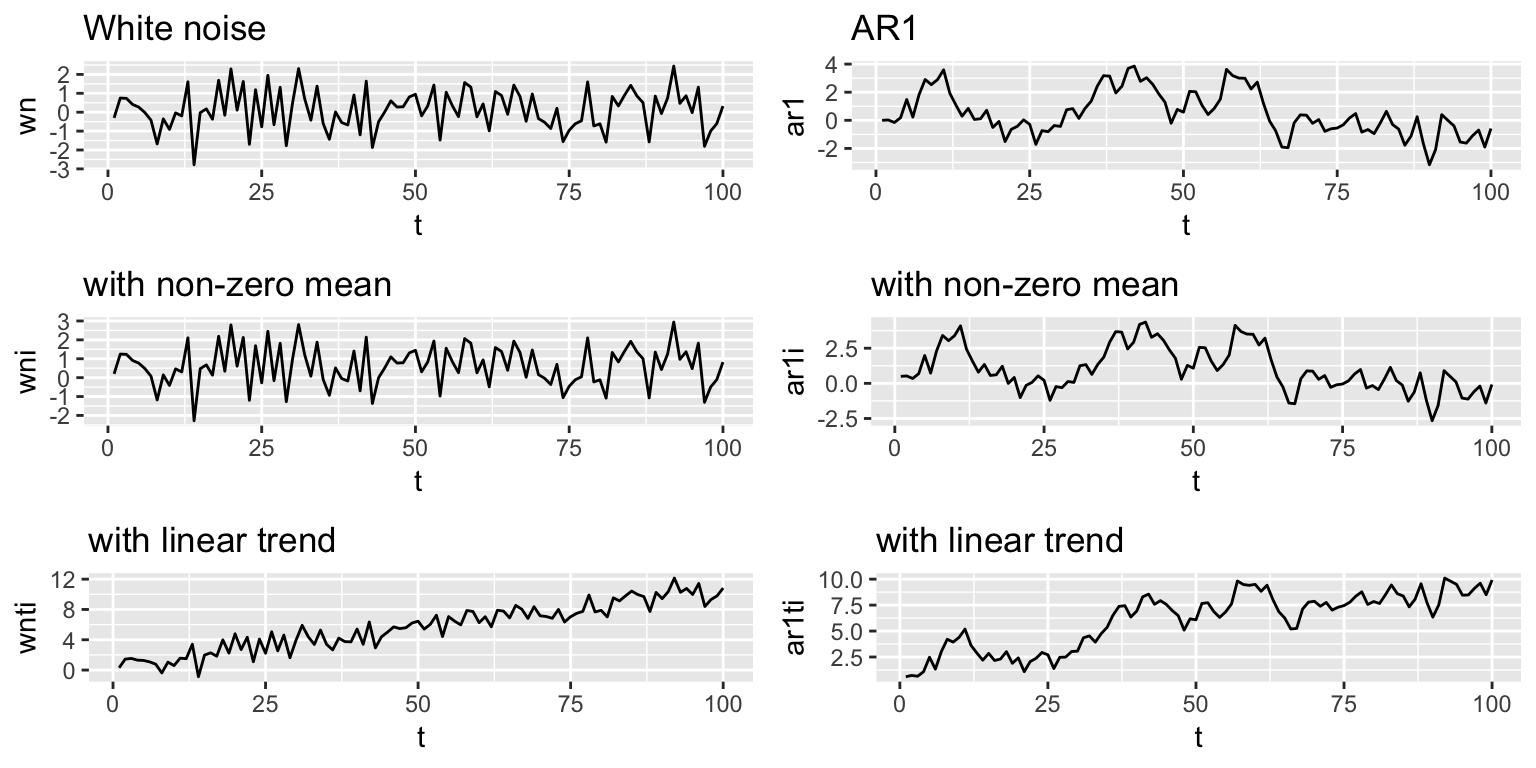 White noise
wn
2
1
0
-1
-2
-3
0 25 50 75 100
t
AR1
ar1
4
2
0
-2
0 25 50 75 100
t
with non-zero mean
wni
3
2
1
0
-1
-2
0 25 50 75 100
t
with non-zero mean
ar1i
2.5
0.0
-2.5
0 25 50 75 100
t
with linear trend
wnti
12
8
4
0
0 25 50 75 100
t
with linear trend
ar1ti
10.0
7.5
5.0
2.5
0 25 50 75 100
t